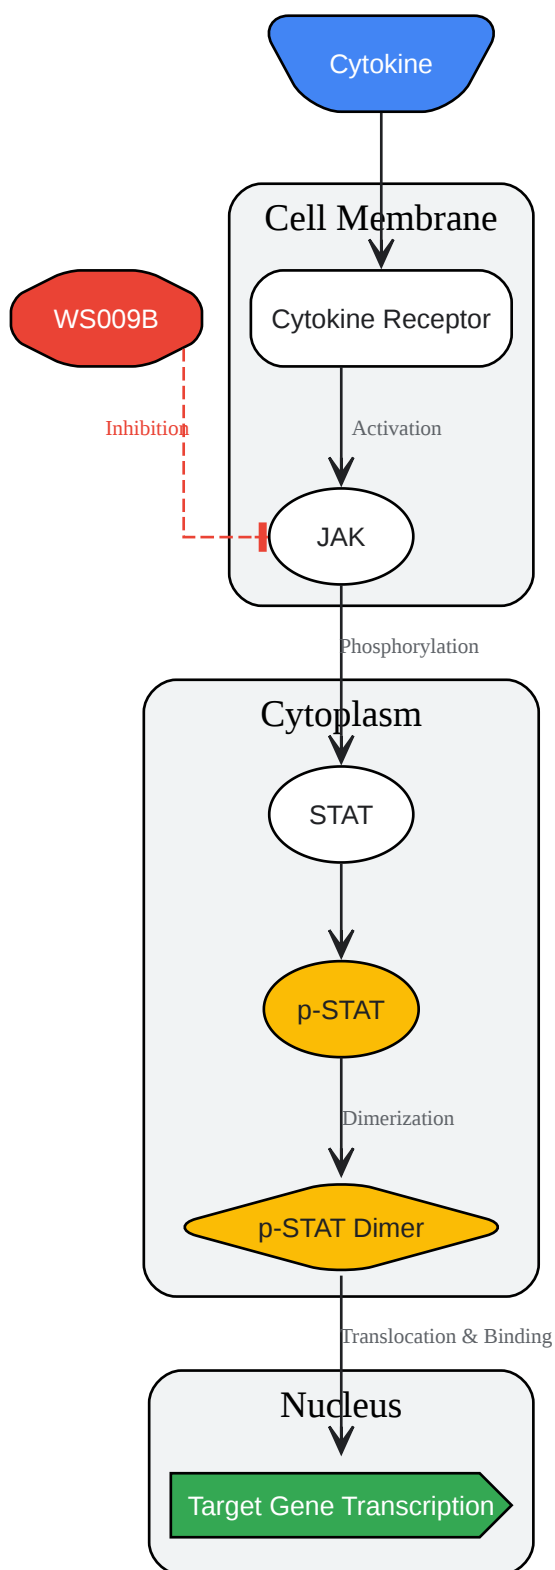 Cytokine
Cell Membrane
WS009B
Cytokine Receptor
Inhibition
Activation
JAK
Phosphorylation
Cytoplasm
STAT
p-STAT
Dimerization
p-STAT Dimer
Translocation & Binding
Nucleus
Target Gene Transcription